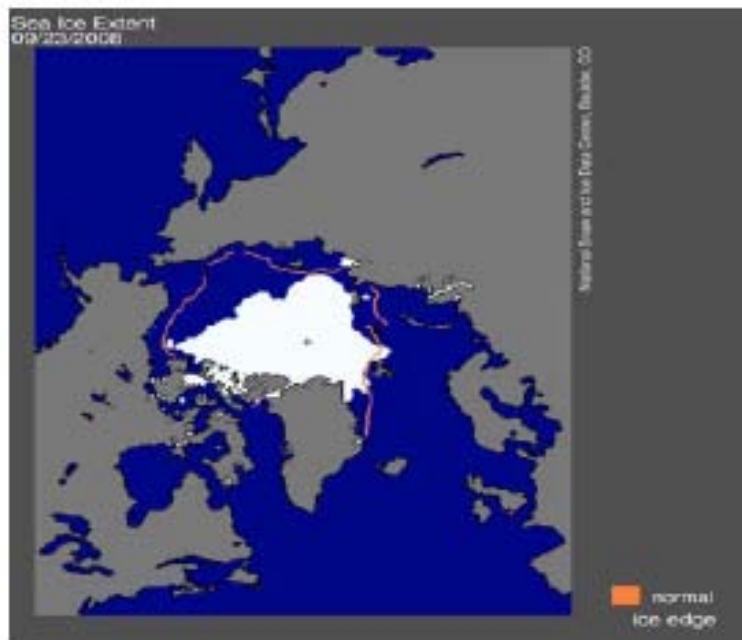 Sea Ice Extent
09/23/2008
National Snow and Ice Data Center, Boulder, CO
normal
ice edge